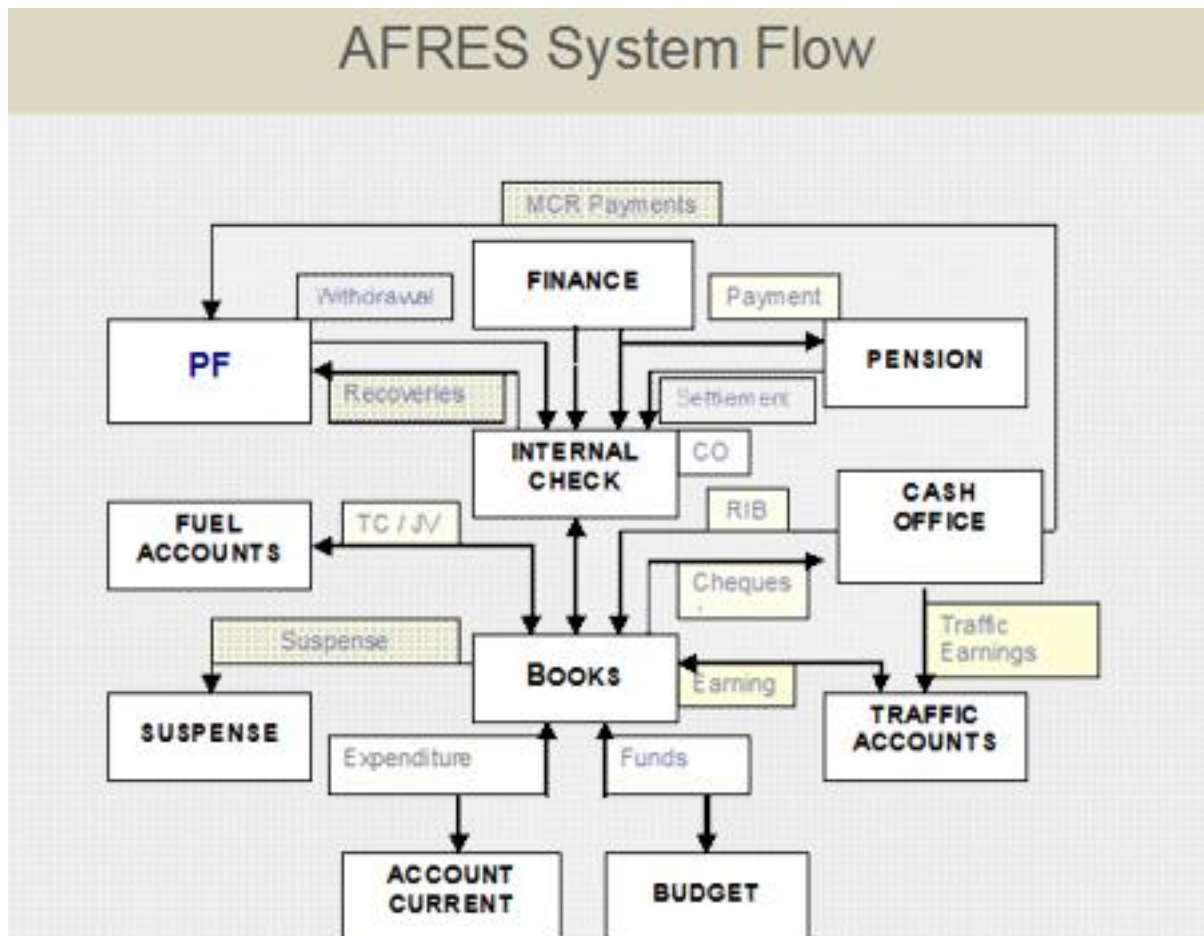 AFRES System Flow
MCR Payments
Withdrawal
FINANCE
Payment
PF
PENSION
Recoveries
Settlement
INTERNAL
CHECK
CO
CASH
OFFICE
FUEL
ACCOUNTS
TC / JV
RIB
Cheques
Suspense
BOOKS
Earning
Traffic
Earnings
SUSPENSE
TRAFFIC
ACCOUNTS
Expenditure
Funds
ACCOUNT
CURRENT
BUDGET